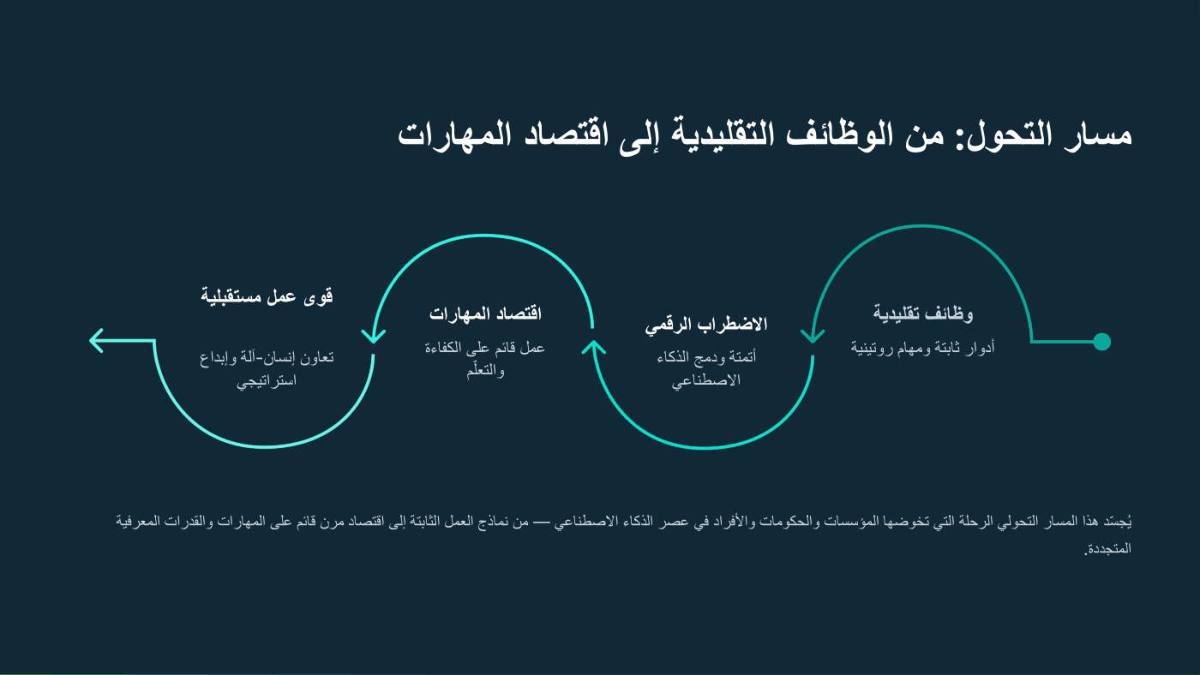 مسار التحول: من الوظائف التقليدية إلى اقتصاد المهارات
وظائف تقليدية
أدوار ثابتة ومهام روتينية
الاضطراب الرقمي
أتمتة ودمج الذكاء
الاصطناعي
اقتصاد المهارات
عمل قائم على الكفاءة
والتعلّم
قوى عمل مستقبلية
تعاون إنسان-آلة وإبداع
استراتيجي
يُجسّد هذا المسار التحولي الرحلة التي تخوضها المؤسسات والحكومات والأفراد في عصر الذكاء الاصطناعي — من نماذج العمل الثابتة إلى اقتصاد مرن قائم على المهارات والقدرات المعرفية
المتجددة.